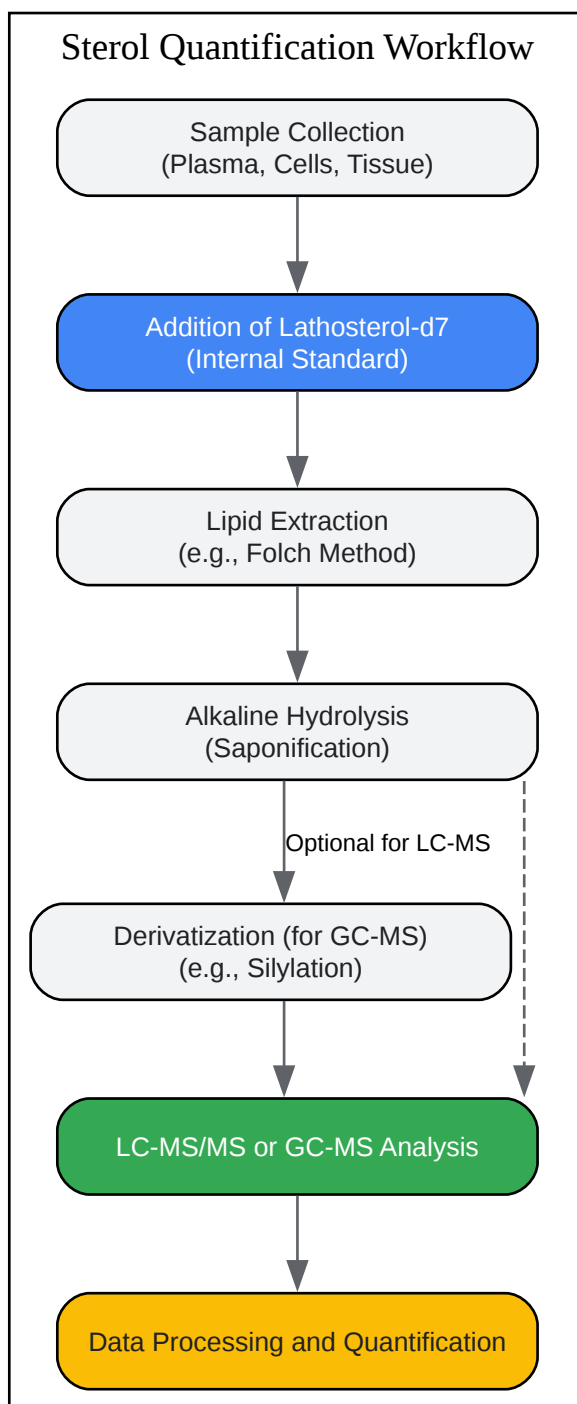 Sterol Quantification Workflow
Sample Collection
(Plasma, Cells, Tissue)
Addition of Lathosterol-d7
(Internal Standard)
Lipid Extraction
(e.g., Folch Method)
Alkaline Hydrolysis
(Saponification)
Optional for LC-MS
Derivatization (for GC-MS)
(e.g., Silylation)
LC-MS/MS or GC-MS Analysis
Data Processing and Quantification